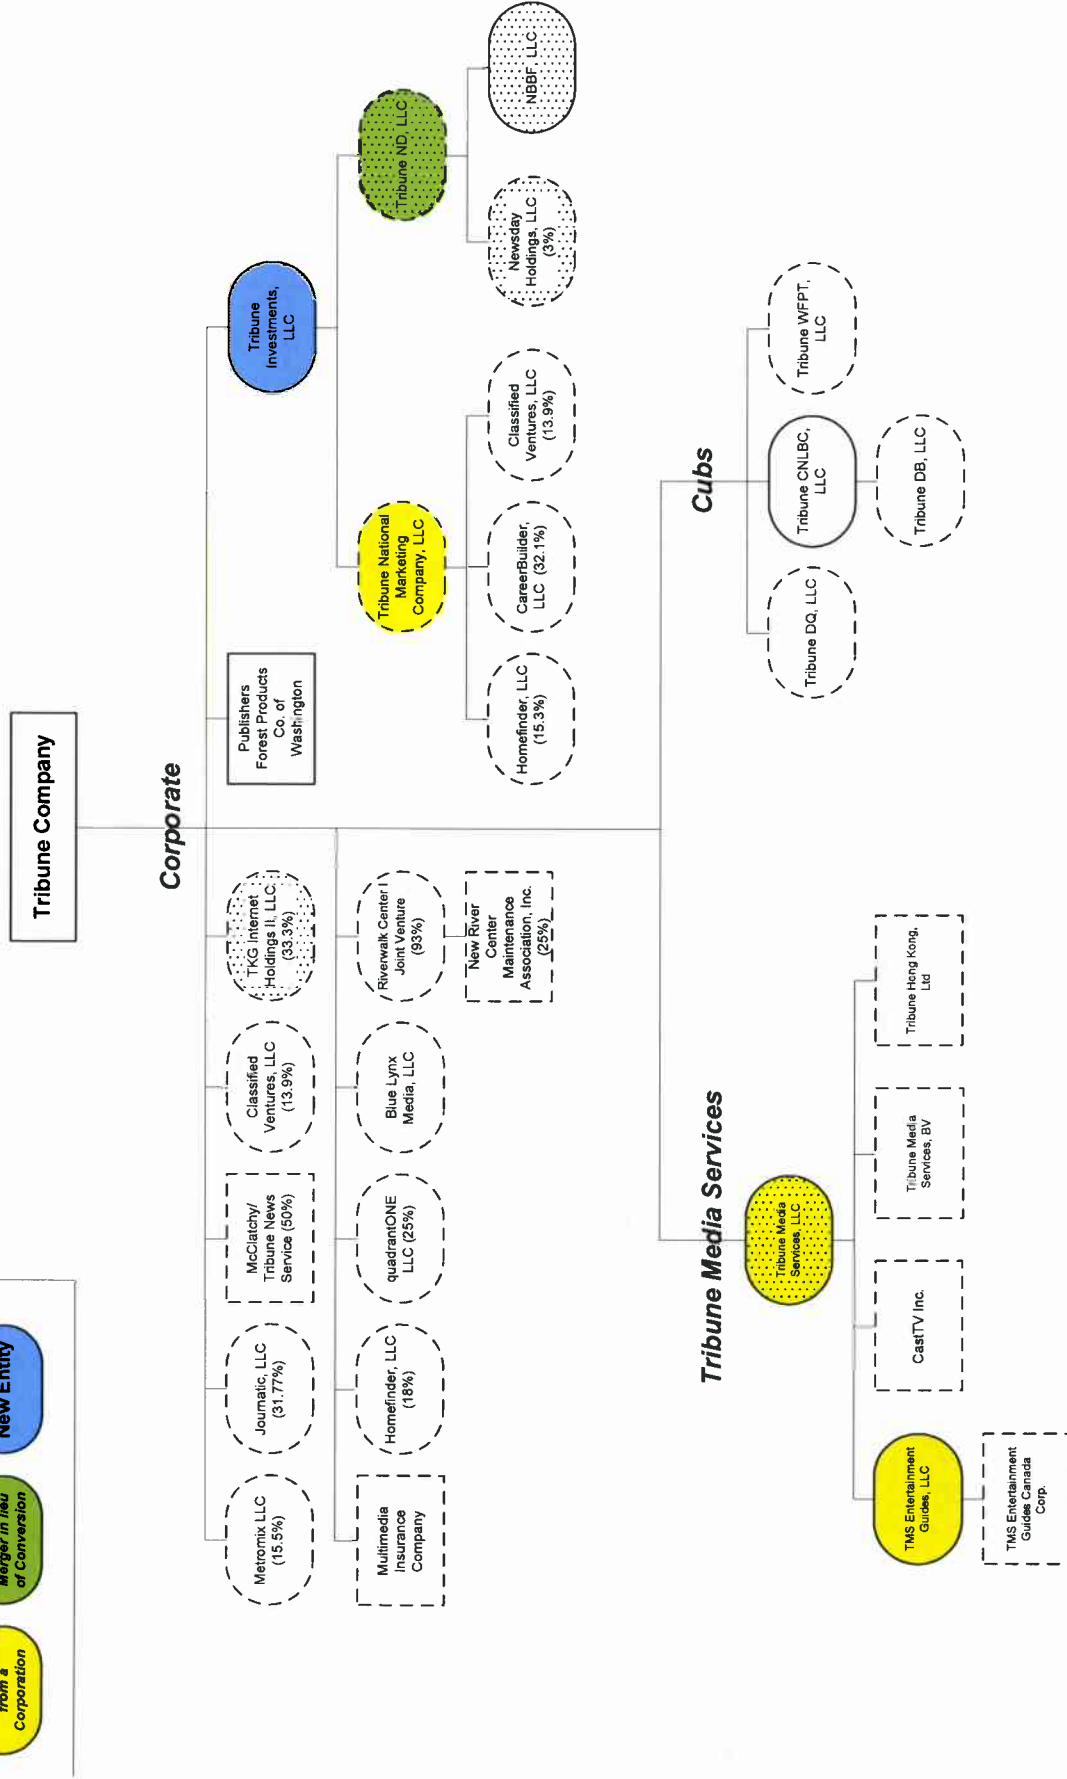 Tribune Company
Corporate
Metromix LLC
(15.5%)
Journatic, LLC
(31.77%)
McClatchy/
Tribune News
Service (50%)
Classified
Ventures, LLC
(13.9%)
TKG Internet
Holdings II, LLC
(33.3%)
Publishers
Forest Products
Co. of
Washington
Tribune
Investments,
LLC
Multimedia
Insurance
Company
Homefinder, LLC
(18%)
quadrantONE
LLC (25%)
Blue Lynx
Media, LLC
Riverwalk Center I
Joint Venture
(93%)
New River
Center
Maintenance
Association, Inc.
(25%)
Tribune National
Marketing
Company, LLC
Tribune ND, LLC
Homefinder, LLC
(15.3%)
CareerBuilder,
LLC (32.1%)
Classified
Ventures, LLC
(13.9%)
Newsday
Holdings, LLC
(3%)
NBBF, LLC
Tribune Media Services
Tribune Media
Services, LLC
TMS Entertainment
Guides, LLC
CastTV Inc.
Tribune Media
Services, BV
Tribune Hong Kong,
Ltd
TMS Entertainment
Guides Canada
Corp.
Cubs
Tribune DQ, LLC
Tribune CNLBC,
LLC
Tribune WFPT,
LLC
Tribune DB, LLC
from a
Corporation
Merger in lieu
of Conversion
New Entity